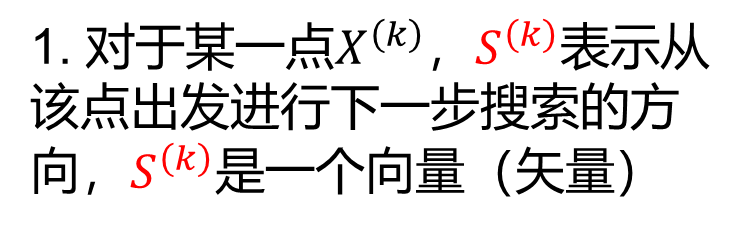 1. 对于某一点X^(k)，S^(k)表示从
该点出发进行下一步搜索的方
向，S^(k)是一个向量（矢量）